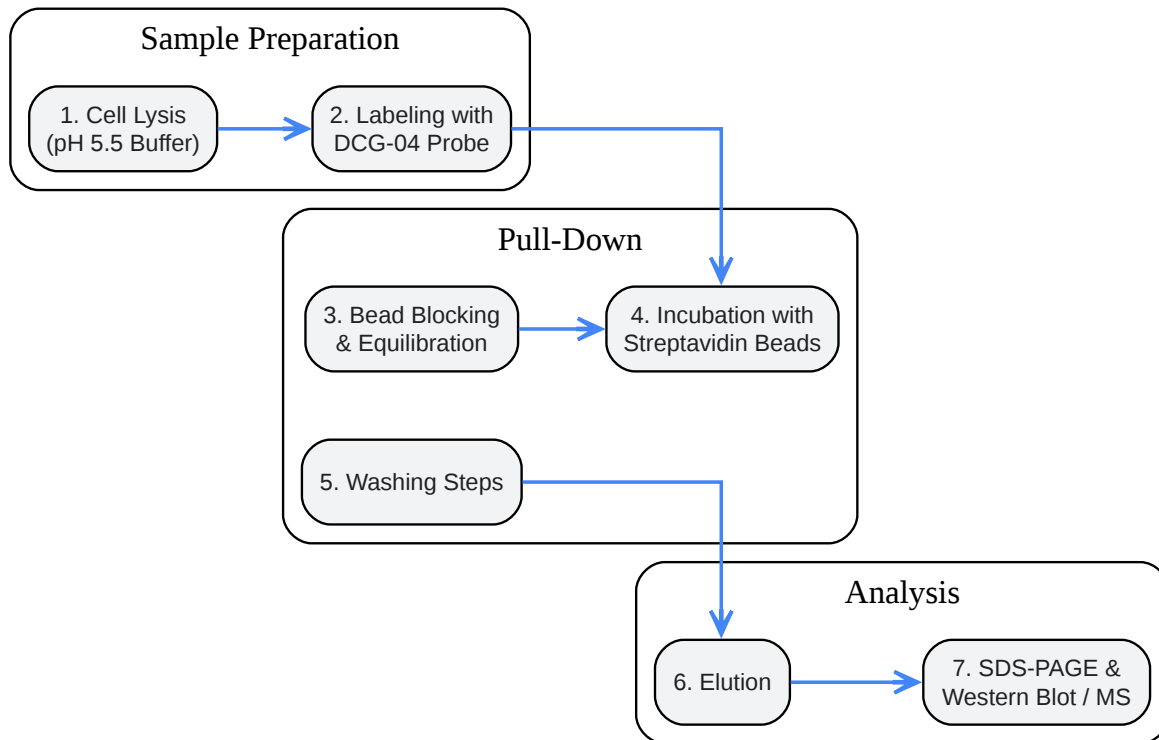 Sample Preparation
1. Cell Lysis
(pH 5.5 Buffer)
2. Labeling with
DCG-04 Probe
Pull-Down
3. Bead Blocking
& Equilibration
4. Incubation with
Streptavidin Beads
5. Washing Steps
Analysis
6. Elution
7. SDS-PAGE &
Western Blot / MS